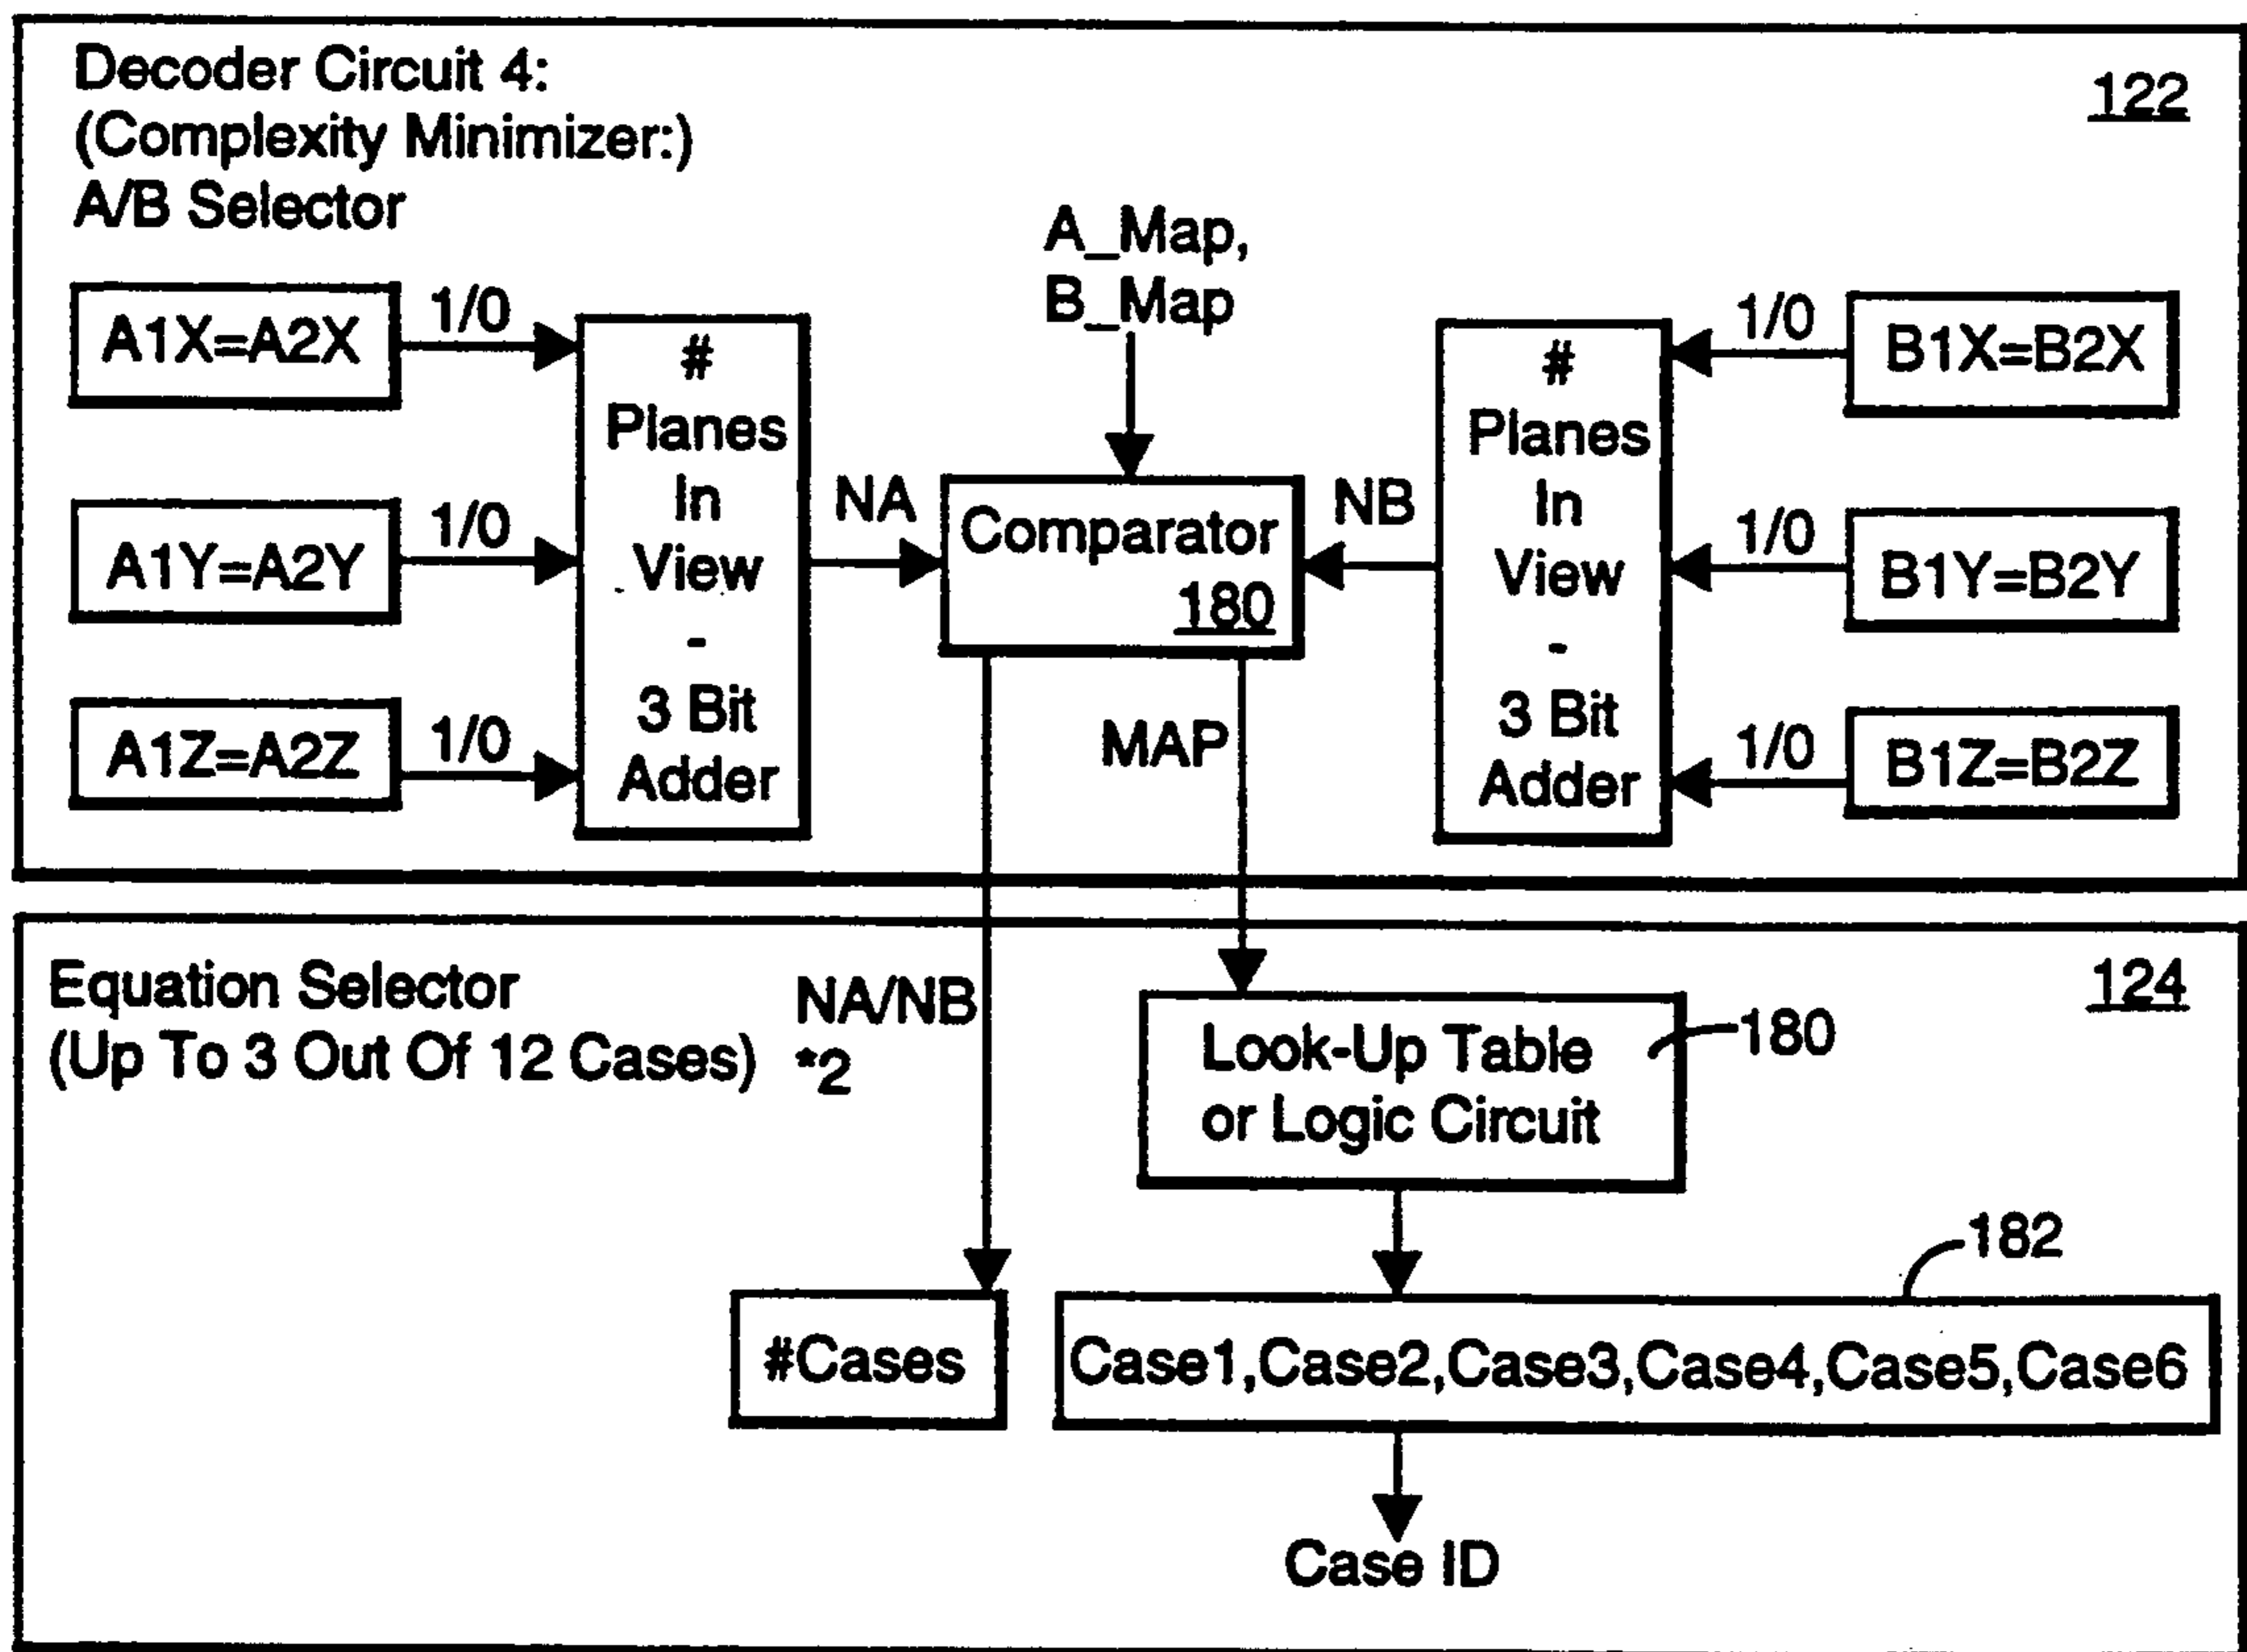 Decoder Circuit 4:
(Complexity Minimizer:)
A/B Selector
122
A_Map,
B_Map
A1X=A2X
1/0
A1Y=A2Y
1/0
A1Z=A2Z
1/0
#
Planes
In
View
-
3 Bit
Adder
NA
Comparator
180
NB
#
Planes
In
View
-
3 Bit
Adder
1/0
B1X=B2X
1/0
B1Y=B2Y
1/0
B1Z=B2Z
MAP
Equation Selector
(Up To 3 Out Of 12 Cases)
124
NA/NB
*2
Look-Up Table
or Logic Circuit
180
182
#Cases
Case1,Case2,Case3,Case4,Case5,Case6
Case ID